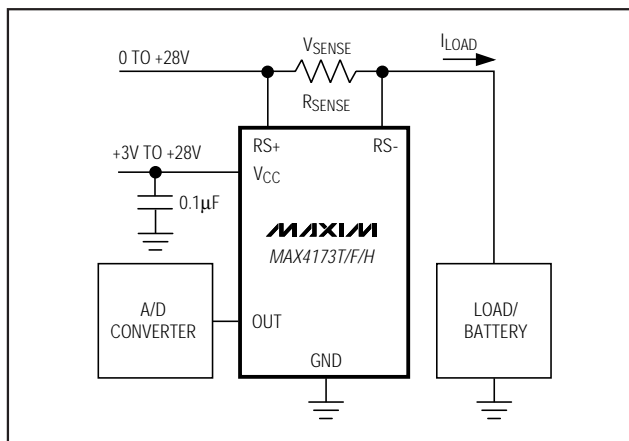 0 TO +28V
VSENSE
ILOAD
RSENSE
RS+
RS-
+3V TO +28V
VCC
0.1μF
MAXIM
MAX4173T/F/H
A/D
CONVERTER
OUT
LOAD/
BATTERY
GND